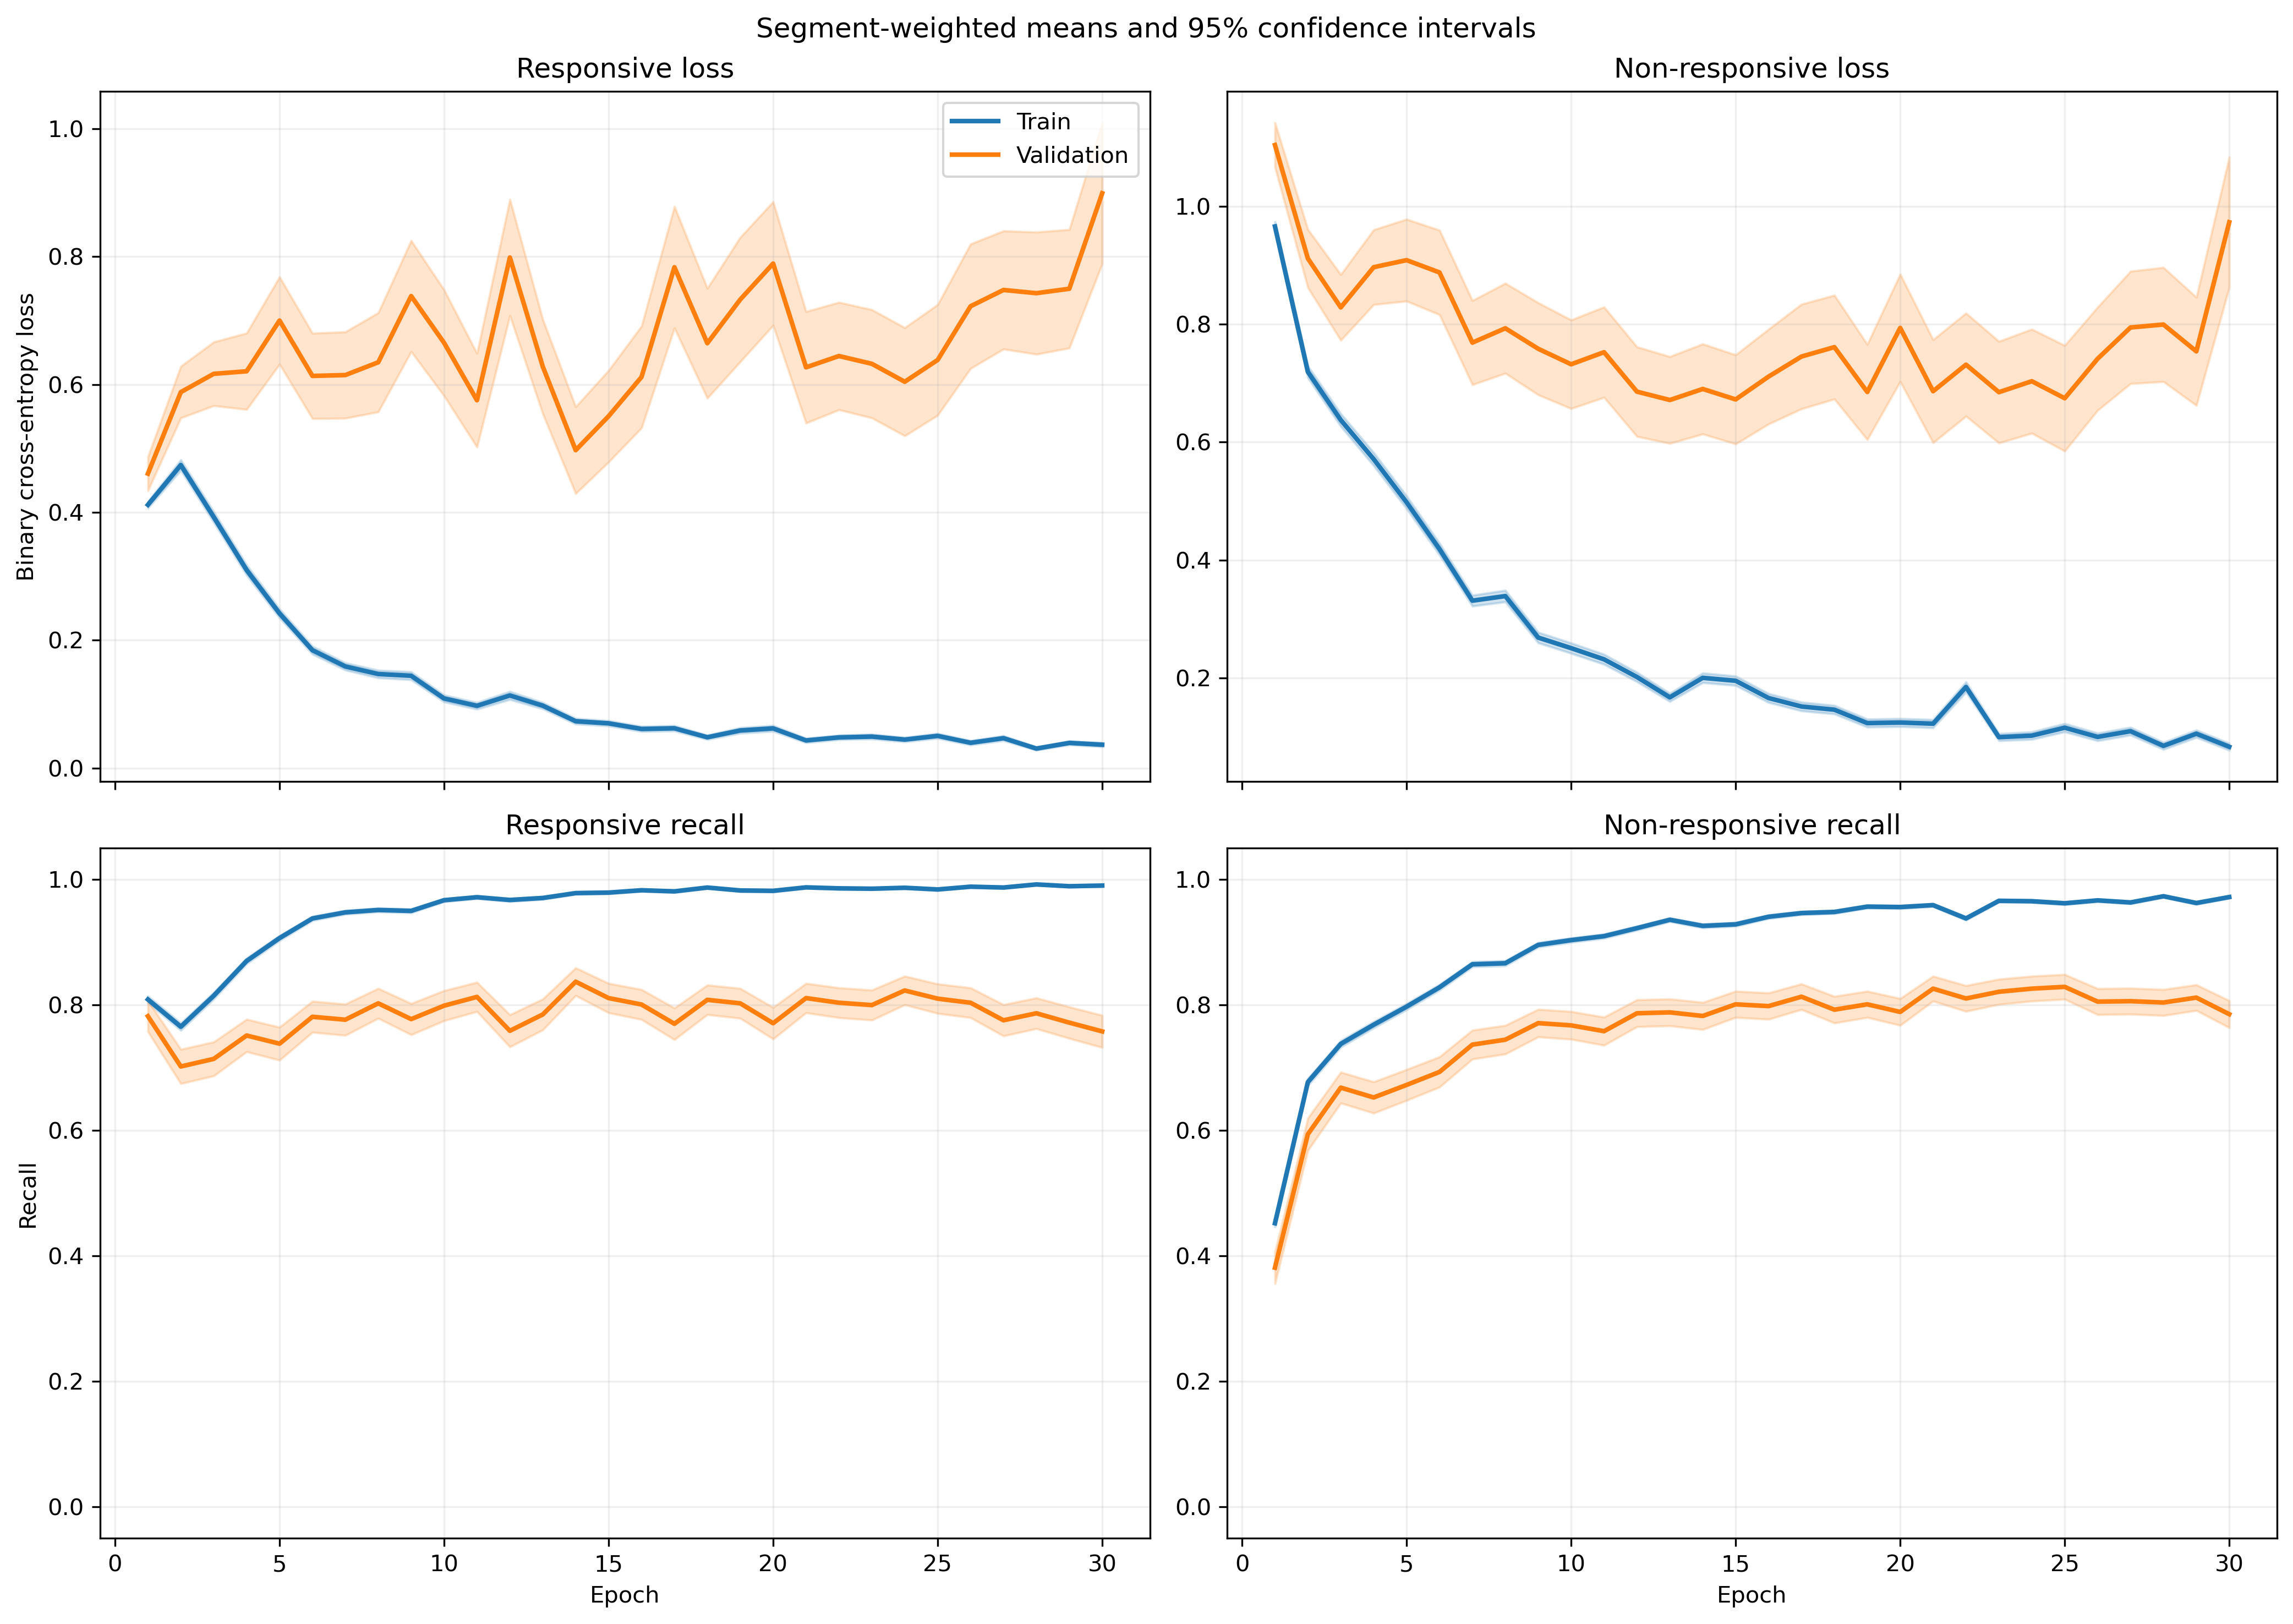 Segment-weighted means and 95% confidence intervals
Responsive loss
Non-responsive loss
Train
Validation
Binary cross-entropy loss
1.0
0.8
0.6
0.4
0.2
0.0
1.0
0.8
0.6
0.4
0.2
Responsive recall
Non-responsive recall
Recall
1.0
0.8
0.6
0.4
0.2
0.0
0 5 10 15 20 25 30
Epoch
1.0
0.8
0.6
0.4
0.2
0.0
0 5 10 15 20 25 30
Epoch